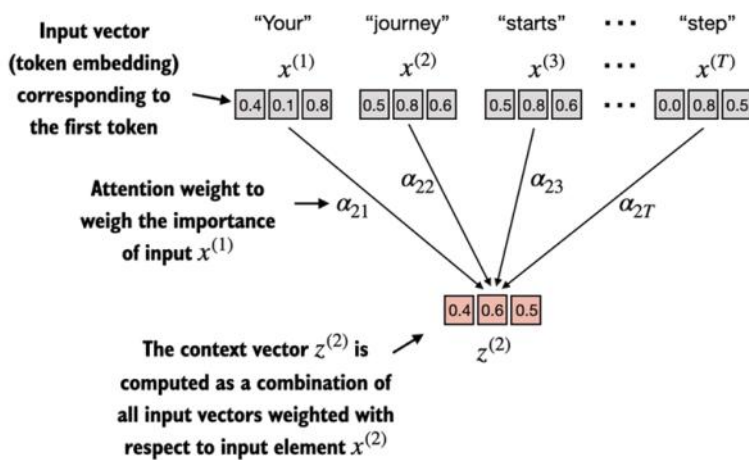 Input vector
(token embedding)
corresponding to
the first token
“Your” “journey” “starts” ··· “step”
x⁽¹⁾ x⁽²⁾ x⁽³⁾ ··· x⁽ᵀ⁾
0.4 0.1 0.8 0.5 0.8 0.6 0.5 0.8 0.6 ··· 0.0 0.8 0.5
Attention weight to
weigh the importance
of input x⁽¹⁾
α₂₁ α₂₂ α₂₃ α₂T
0.4 0.6 0.5
z⁽²⁾
The context vector z⁽²⁾ is
computed as a combination of
all input vectors weighted with
respect to input element x⁽²⁾